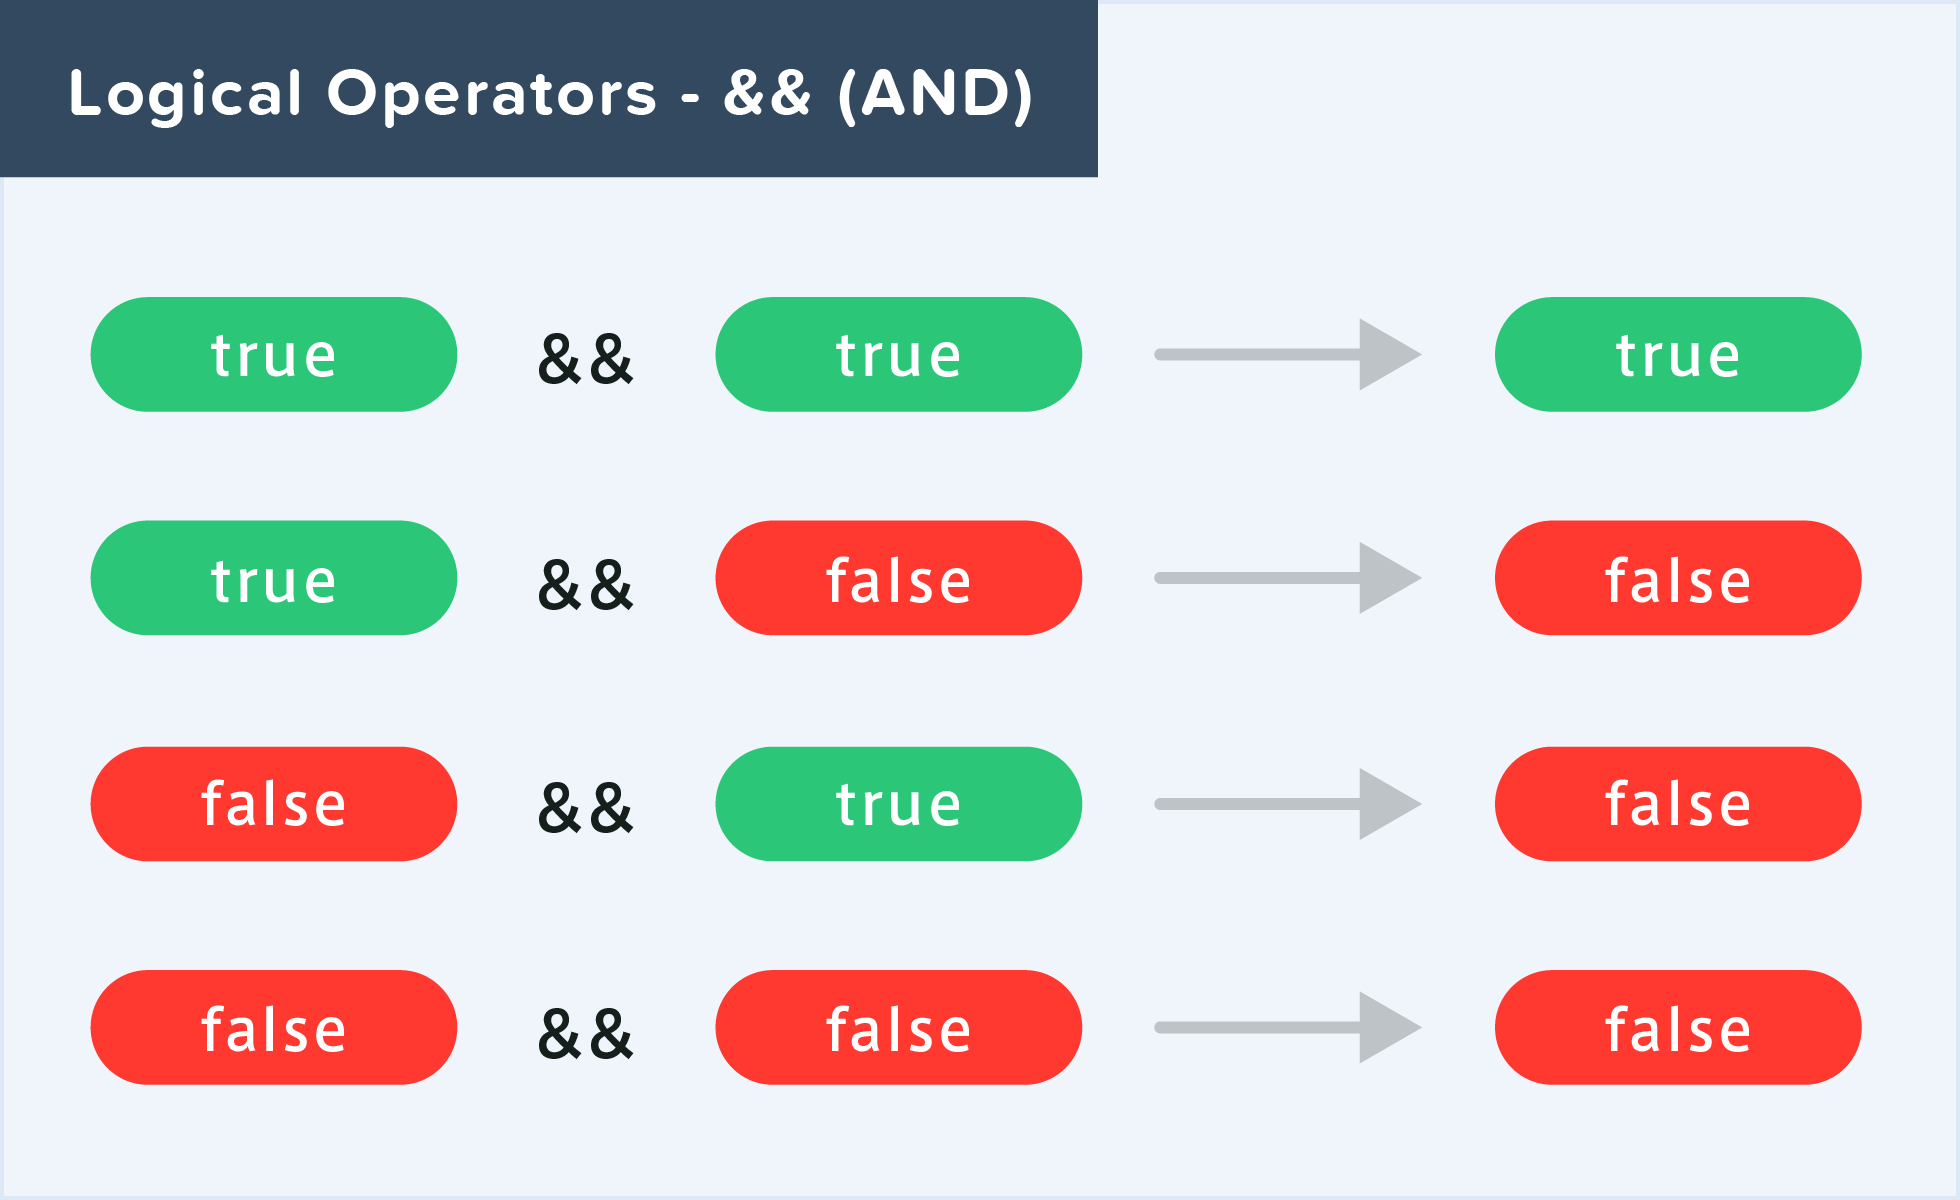 Logical Operators - && (AND)
true && true true
true && false false
false && true false
false && false false